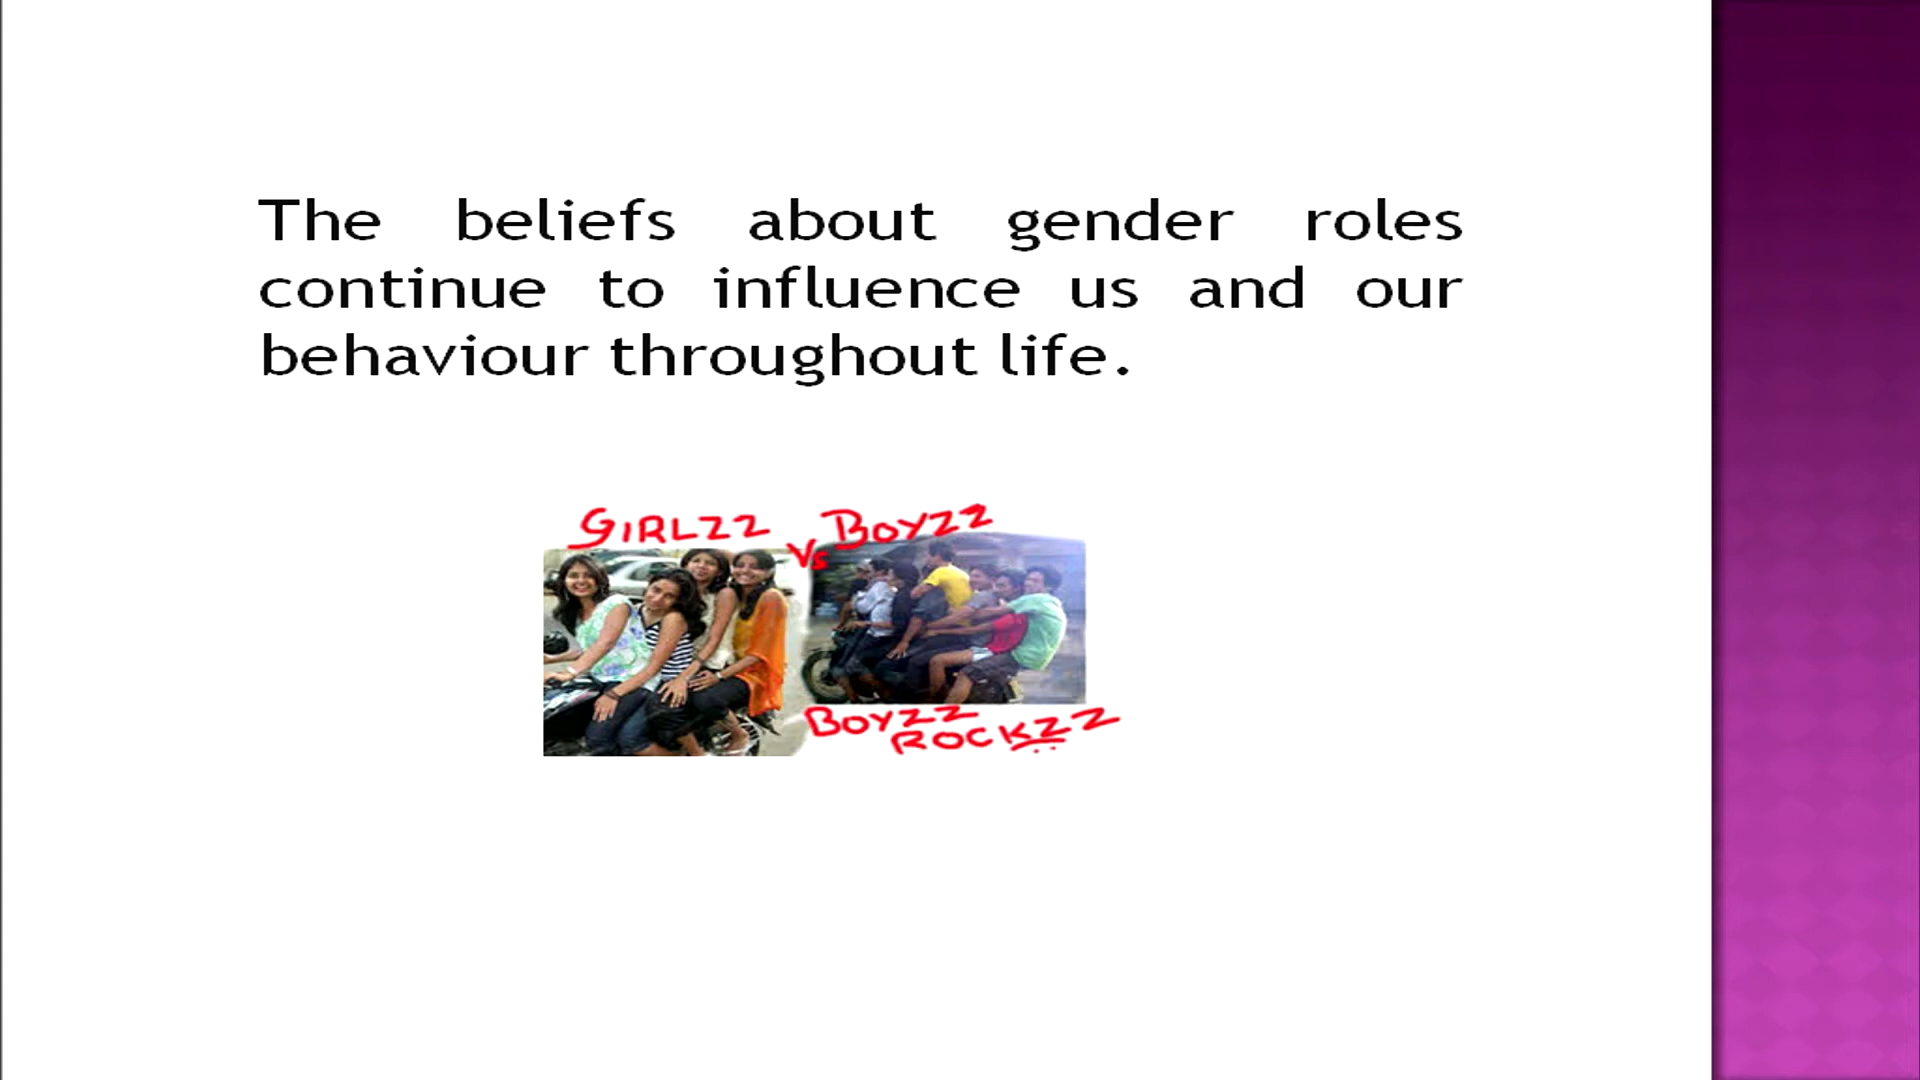 The beliefs about gender roles
continue to influence us and our
behaviour throughout life.
GIRLZZ Vs BOYZZ
BOYZZ
ROCKZZ